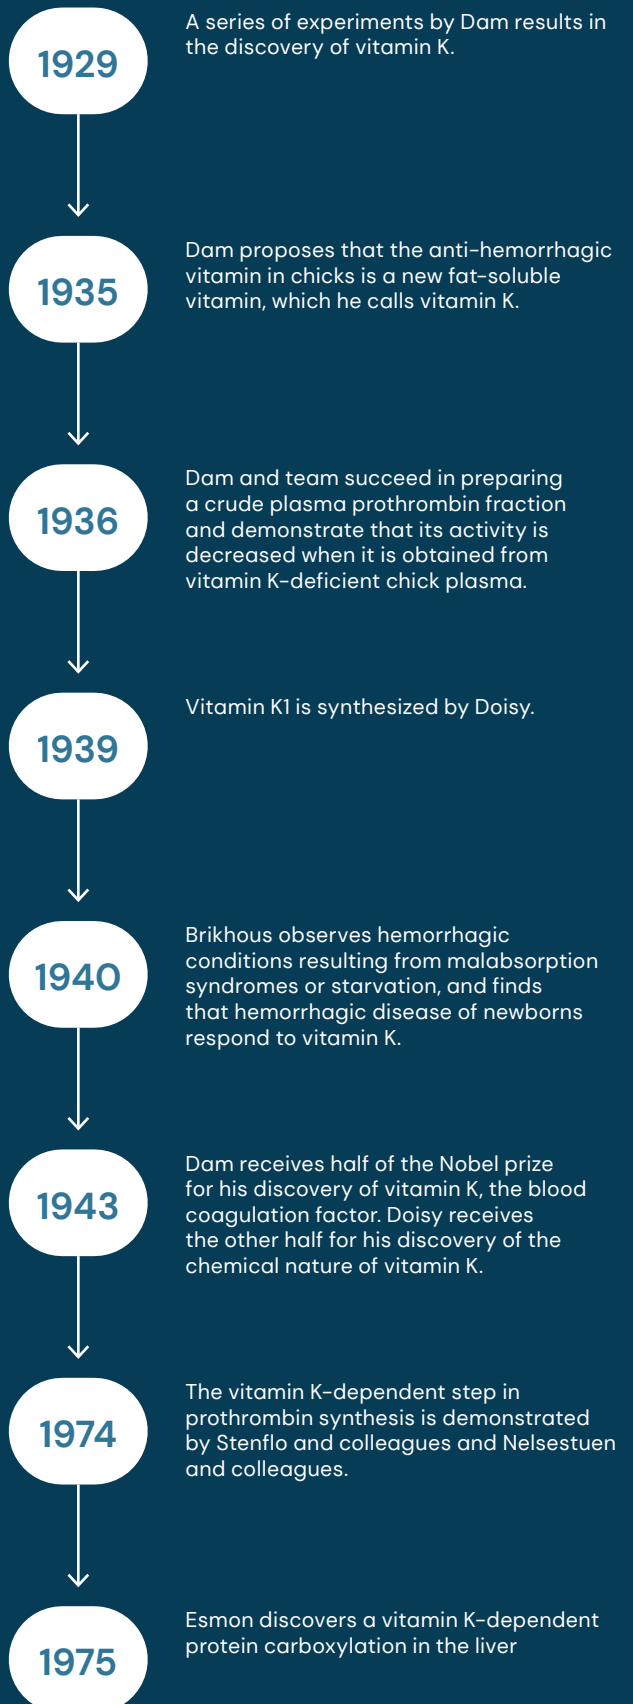 1929
A series of experiments by Dam results in
the discovery of vitamin K.
1935
Dam proposes that the anti-hemorrhagic
vitamin in chicks is a new fat-soluble
vitamin, which he calls vitamin K.
1936
Dam and team succeed in preparing
a crude plasma prothrombin fraction
and demonstrate that its activity is
decreased when it is obtained from
vitamin K-deficient chick plasma.
1939
Vitamin K1 is synthesized by Doisy.
1940
Brikhous observes hemorrhagic
conditions resulting from malabsorption
syndromes or starvation, and finds
that hemorrhagic disease of newborns
respond to vitamin K.
1943
Dam receives half of the Nobel prize
for his discovery of vitamin K, the blood
coagulation factor. Doisy receives
the other half for his discovery of the
chemical nature of vitamin K.
1974
The vitamin K-dependent step in
prothrombin synthesis is demonstrated
by Stenflo and colleagues and Nelsestuen
and colleagues.
1975
Esmon discovers a vitamin K-dependent
protein carboxylation in the liver